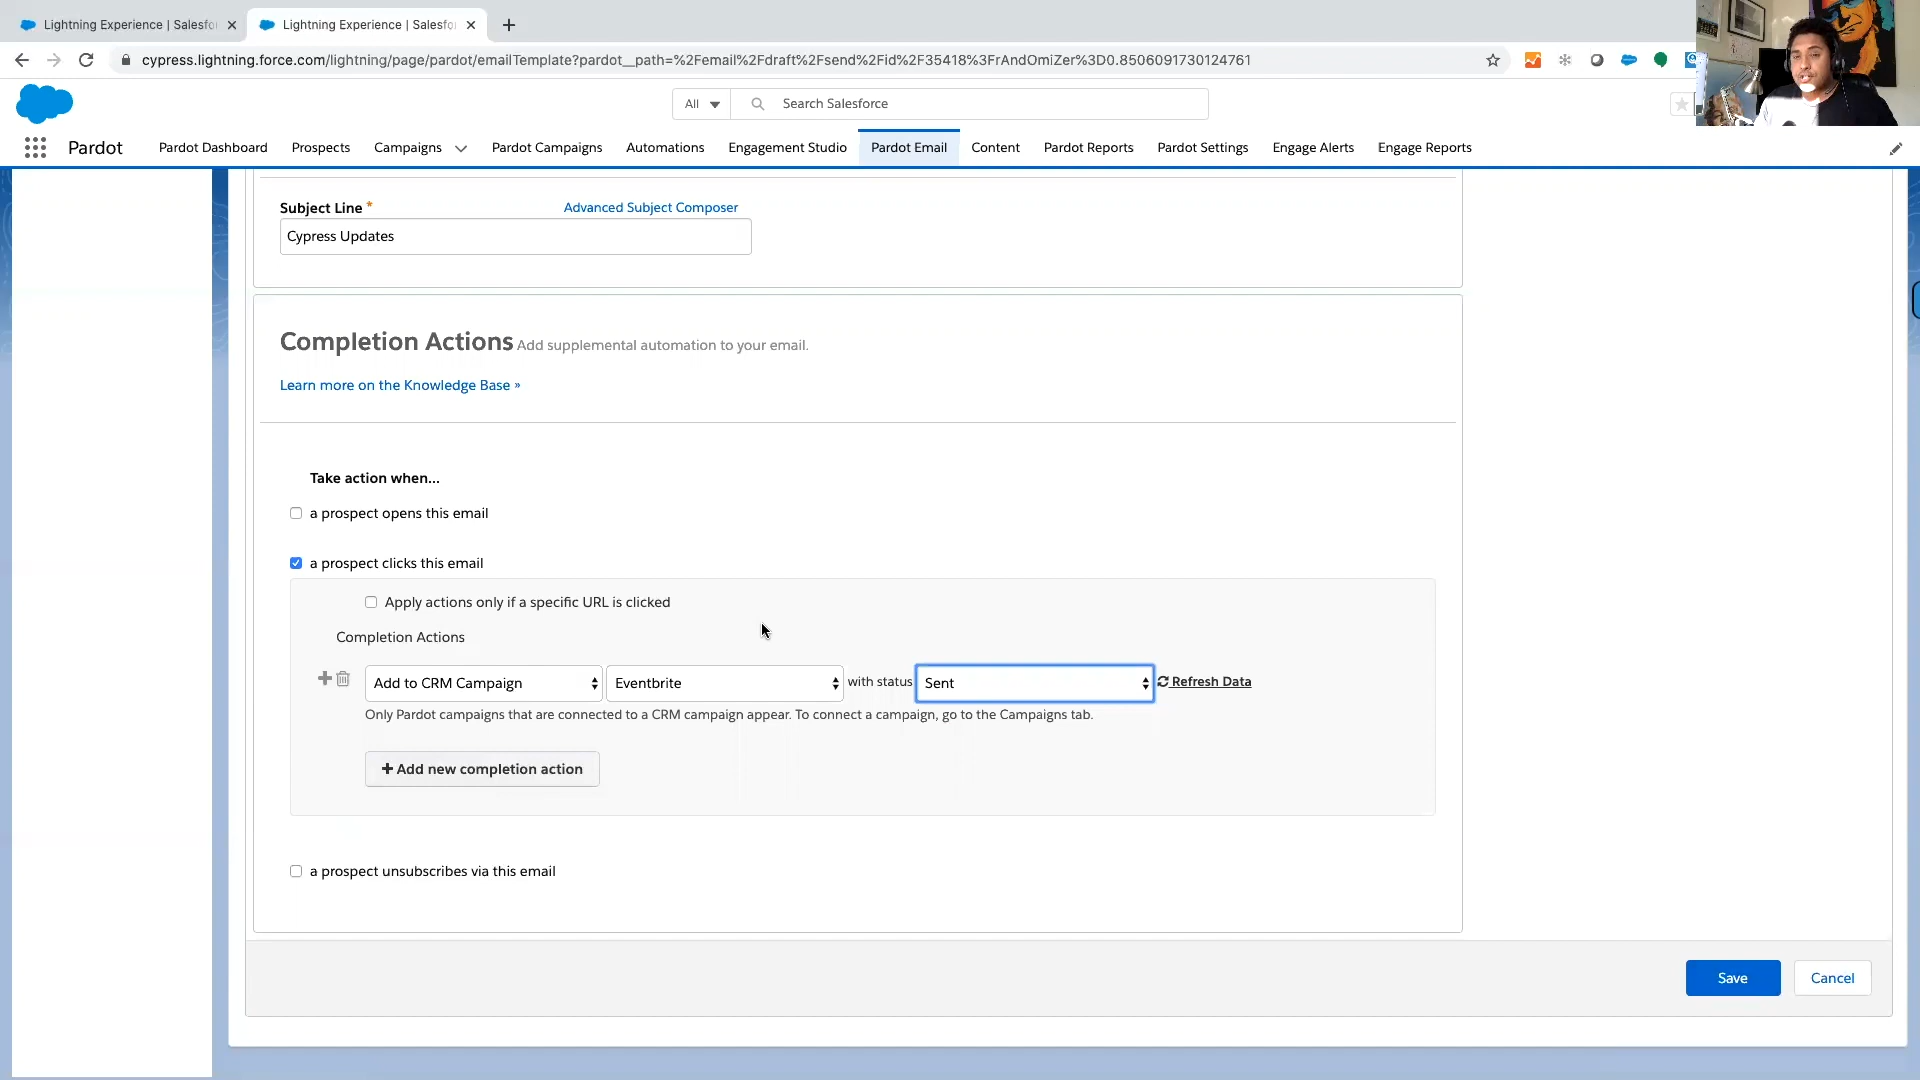 Lightning Experience | Salesfo
Lightning Experience | Salesfo
cypress.lightning.force.com/lightning/page/pardot/emailTemplate?pardot__path=%2Femail%2Fdraft%2Fsend%2Fid%2F35418%3FrAndOmiZer%3D0.8506091730124761
All
Search Salesforce
Pardot
Pardot Dashboard
Prospects
Campaigns
Pardot Campaigns
Automations
Engagement Studio
Pardot Email
Content
Pardot Reports
Pardot Settings
Engage Alerts
Engage Reports
Subject Line *
Advanced Subject Composer
Cypress Updates
Completion Actions Add supplemental automation to your email.
Learn more on the Knowledge Base »
Take action when...
a prospect opens this email
a prospect clicks this email
Apply actions only if a specific URL is clicked
Completion Actions
Add to CRM Campaign
Eventbrite
with status
Sent
Refresh Data
Only Pardot campaigns that are connected to a CRM campaign appear. To connect a campaign, go to the Campaigns tab.
+ Add new completion action
a prospect unsubscribes via this email
Save
Cancel